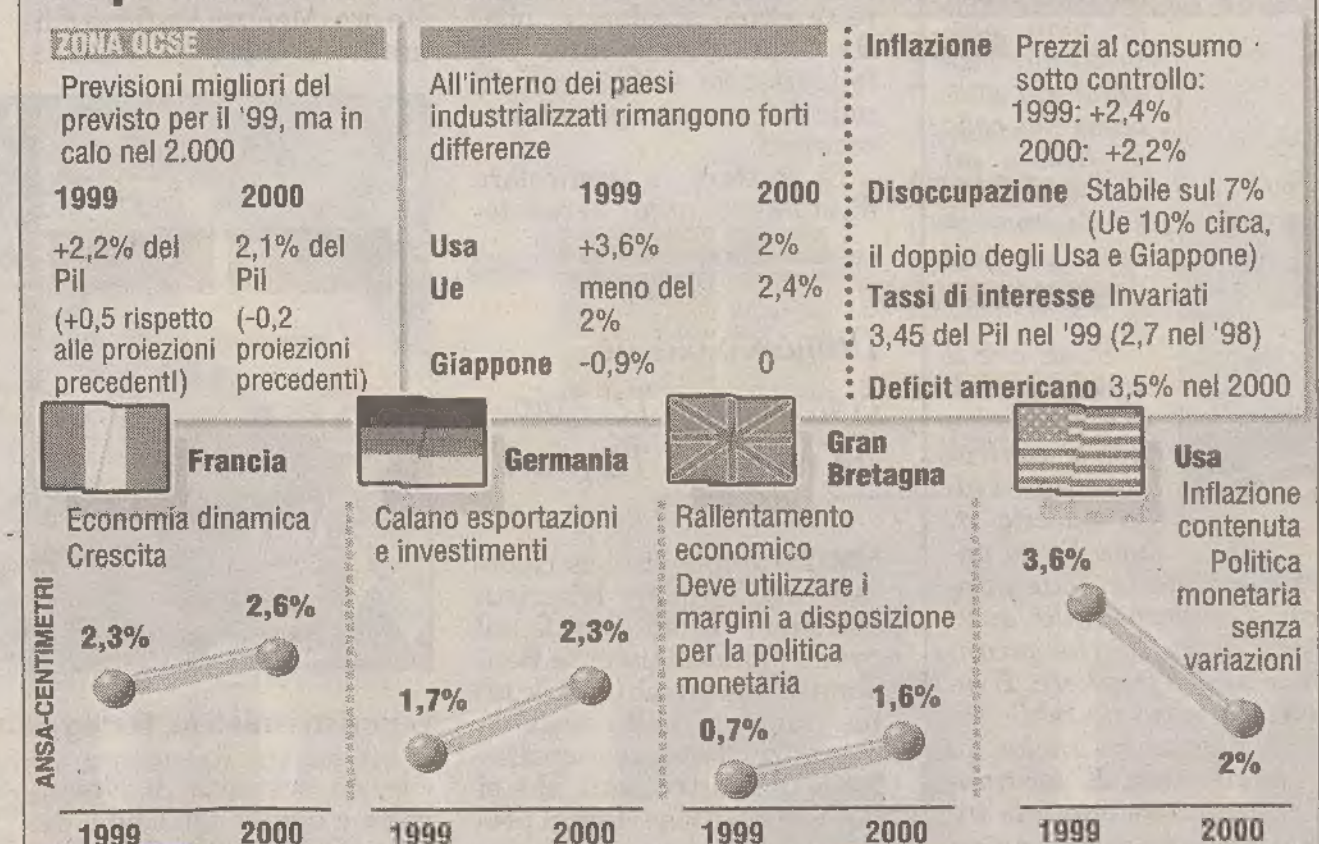 ZONA OCSE
Previsioni migliori del
previsto per il '99, ma in
calo nel 2.000
1999 2000
+2,2% del 2,1% del
Pil Pil
(+0,5 rispetto (-0,2
alle proiezioni proiezioni
precedenti) precedenti)
All'interno dei paesi
industrializzati rimangono forti
differenze
1999 2000
Usa +3,6% 2%
Ue meno del 2,4%
2%
Giappone -0,9% 0
Inflazione Prezzi al consumo
sotto controllo:
1999: +2,4%
2000: +2,2%
Disoccupazione Stabile sul 7%
(Ue 10% circa,
il doppio degli Usa e Giappone)
Tassi di interesse Invariati
3,45 del Pil nel '99 (2,7 nel '98)
Deficit americano 3,5% nel 2000
Francia
Economia dinamica
Crescita
2,3% 2,6%
1999 2000
Germania
Calano esportazioni
e investimenti
1,7% 2,3%
1999 2000
Gran
Bretagna
Rallentamento
economico
Deve utilizzare i
margini a disposizione
per la politica
monetaria
0,7% 1,6%
1999 2000
Usa
Inflazione
contenuta
Politica
monetaria
senza
variazioni
3,6%
2%
1999 2000
ANSA-CENTIMETRI